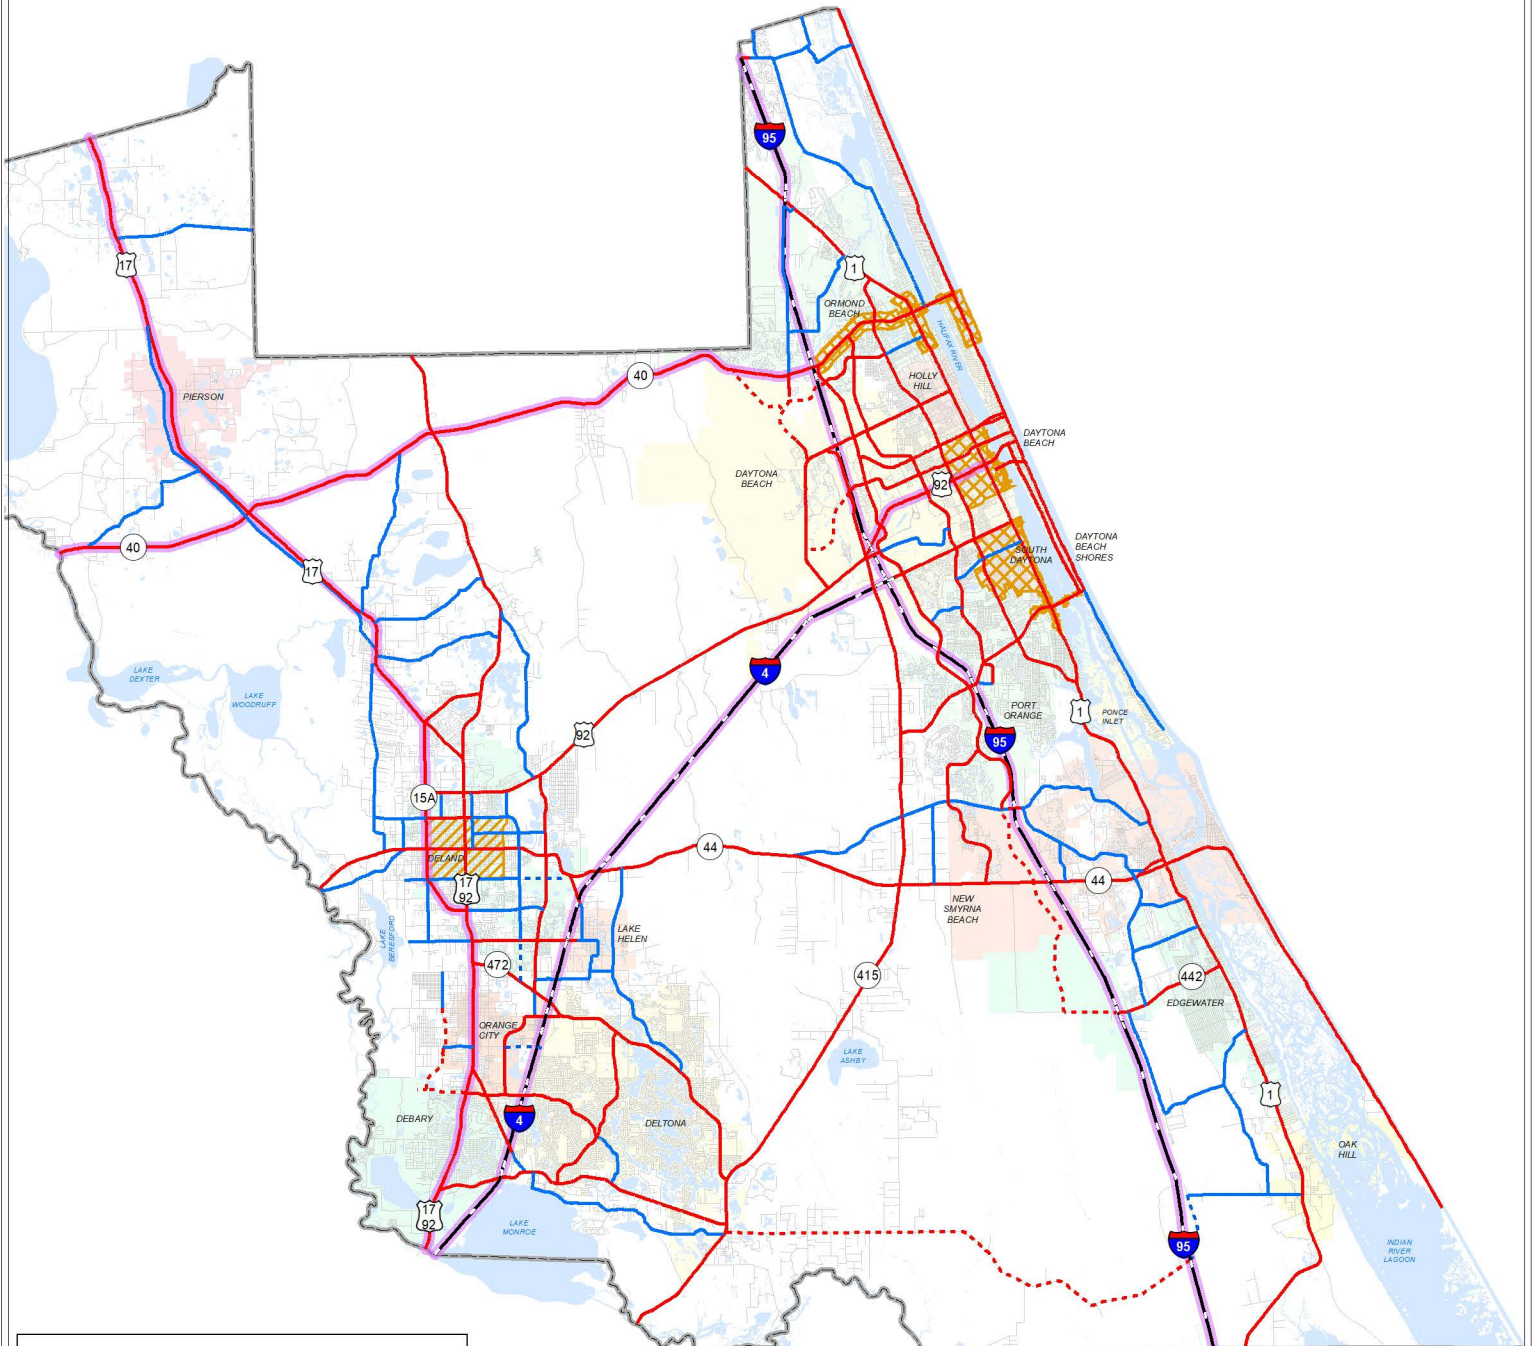 95
17
1
ORMOND
BEACH
HALIFAX RIVER
40
HOLLY
HILL
PIERSON
DAYTONA
BEACH
DAYTONA
BEACH
92
40
17
SOUTH
DAYTONA
DAYTONA
BEACH
SHORES
LAKE
DEXTER
LAKE
WOODRUFF
4
92
1
PORT
ORANGE
PONCE
INLET
95
15A
44
DELAND
17
92
44
NEW
SMYRNA
BEACH
LAKE
BERESFORD
LAKE
HELEN
472
415
442
EDGEWATER
ORANGE
CITY
LAKE
ASHBY
1
4
DEBARY
DELTONA
OAK
HILL
17
92
LAKE
MONROE
95
INDIAN
RIVER
LAGOON